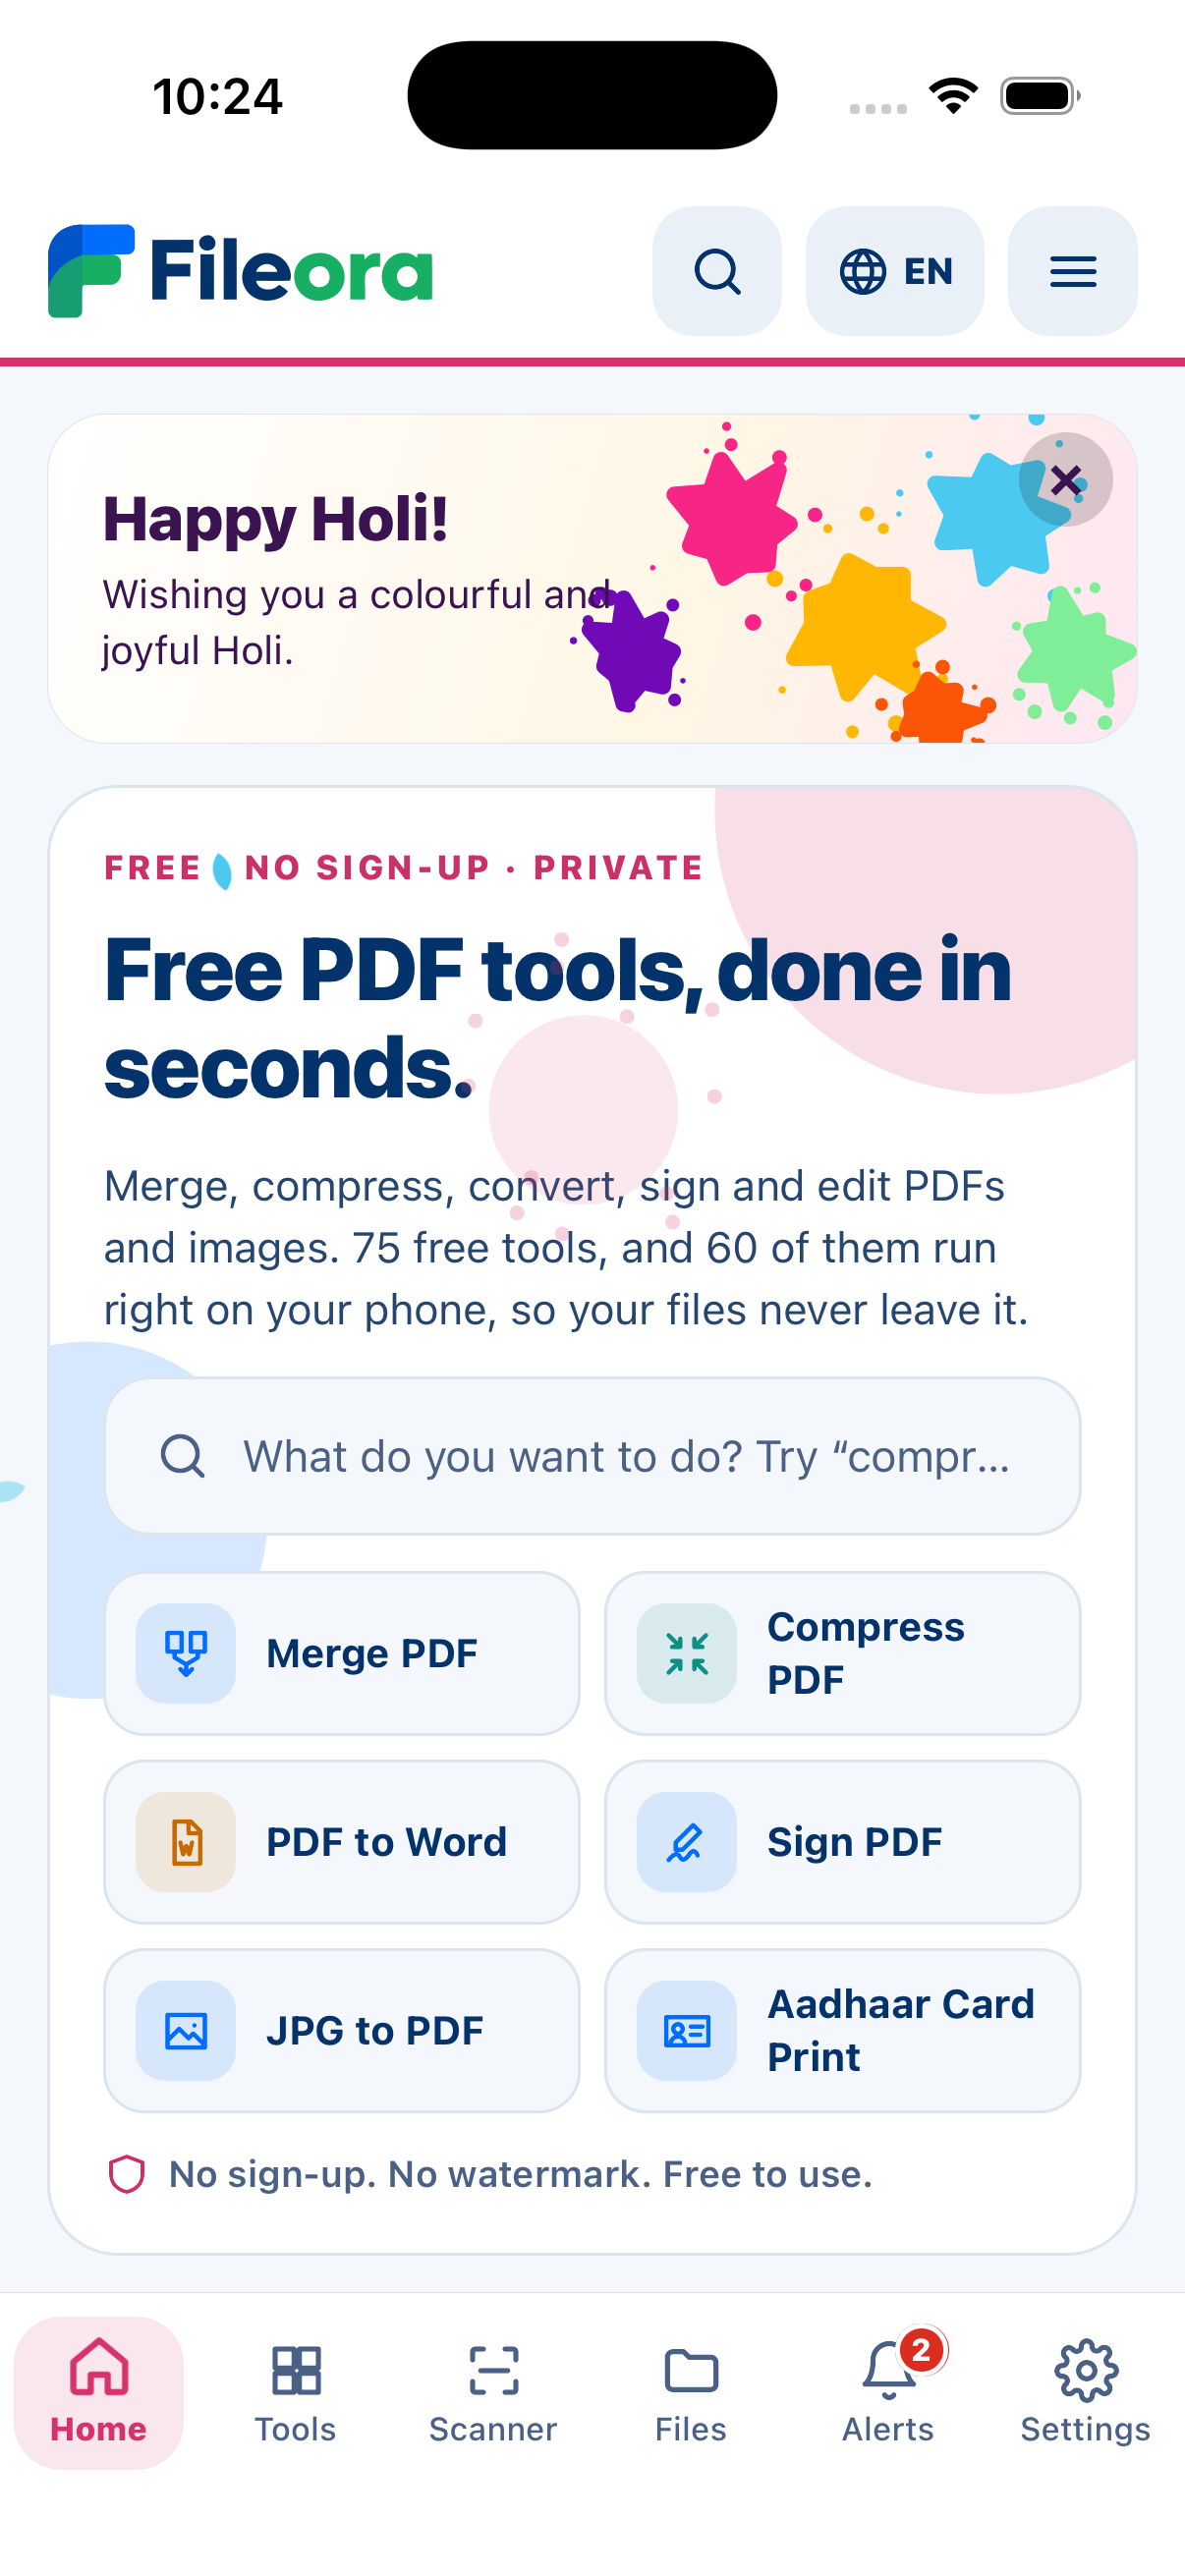 10:24
Fileora
EN
Happy Holi!
Wishing you a colourful and
joyful Holi.
FREE NO SIGN-UP · PRIVATE
Free PDF tools, done in
seconds.
Merge, compress, convert, sign and edit PDFs
and images. 75 free tools, and 60 of them run
right on your phone, so your files never leave it.
What do you want to do? Try “compr...
Merge PDF
Compress
PDF
PDF to Word
Sign PDF
JPG to PDF
Aadhaar Card
Print
No sign-up. No watermark. Free to use.
2
Home
Tools
Scanner
Files
Alerts
Settings